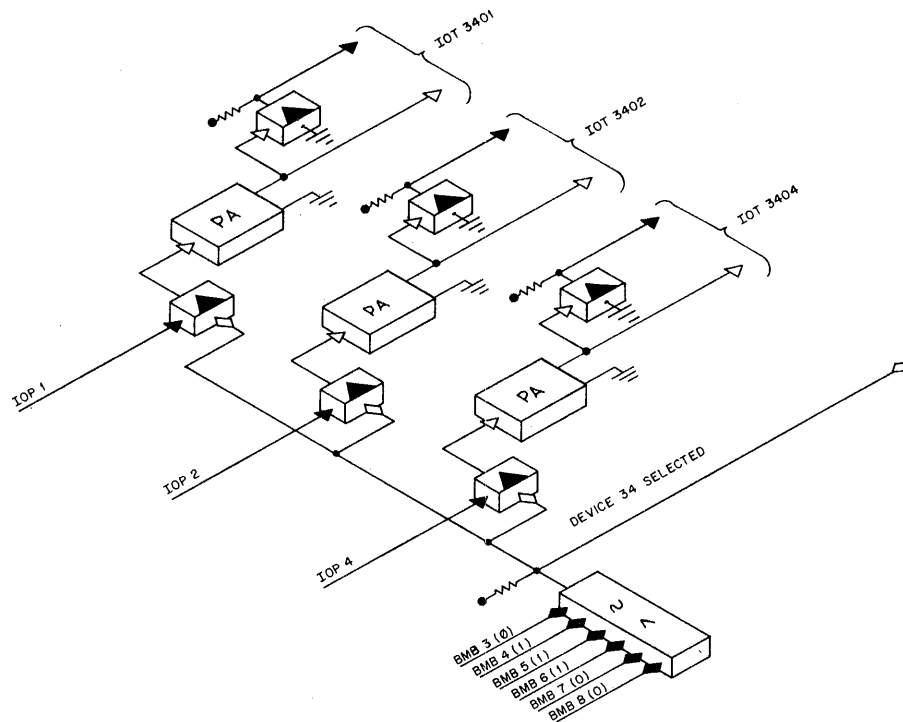 IOT 3401
IOT 3402
IOT 3404
PA
PA
PA
IOP 1
IOP 2
IOP 4
DEVICE 34 SELECTED
BMB 3 (0)
BMB 4 (1)
BMB 5 (1)
BMB 6 (1)
BMB 7 (0)
BMB 8 (0)